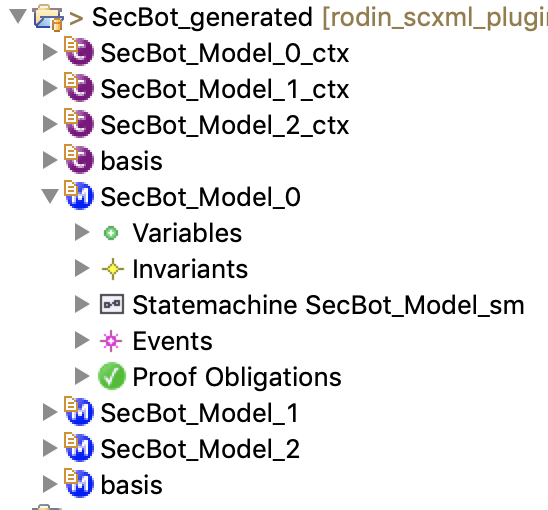 > SecBot_generated [rodin_scxml_plugi
SecBot_Model_0_ctx
SecBot_Model_1_ctx
SecBot_Model_2_ctx
basis
SecBot_Model_0
Variables
Invariants
Statemachine SecBot_Model_sm
Events
Proof Obligations
SecBot_Model_1
SecBot_Model_2
basis